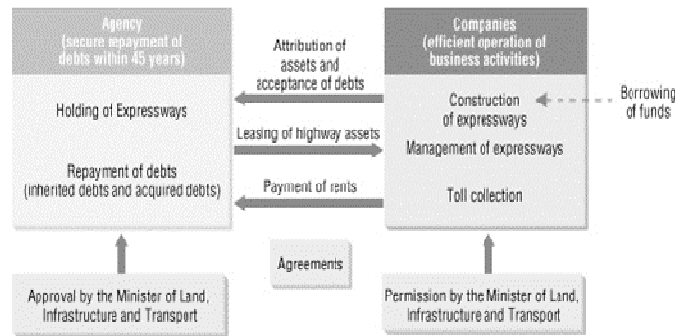 Agency
(secure repayment of
debts within 45 years)
Holding of Expressways
Repayment of debts
(inherited debts and acquired debts)
Attribution of
assets and
acceptance of debts
Leasing of highway assets
Payment of rents
Agreements
Companies
(efficient operation of
business activities)
Construction
of expressways
Management of expressways
Toll collection
Borrowing
of funds
Approval by the Minister of Land,
Infrastructure and Transport
Permission by the Minister of Land,
Infrastructure and Transport